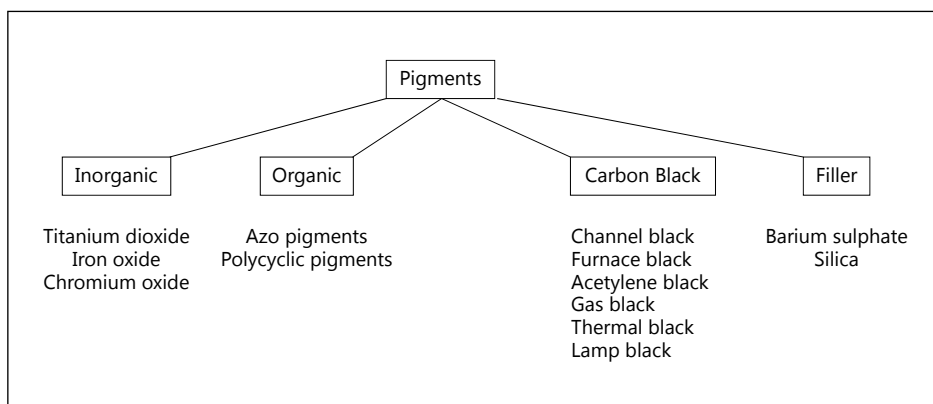 Pigments
Inorganic
Organic
Carbon Black
Filler
Titanium dioxide
Iron oxide
Chromium oxide
Azo pigments
Polycyclic pigments
Channel black
Furnace black
Acetylene black
Gas black
Thermal black
Lamp black
Barium sulphate
Silica